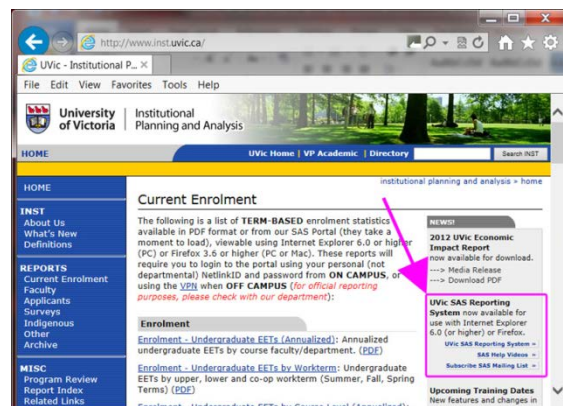 http://www.inst.uvic.ca/
UVic - Institutional P...
File Edit View Favorites Tools Help
University of Victoria
Institutional Planning and Analysis
HOME
UVic Home | VP Academic | Directory
Search INST
institutional planning and analysis » home
HOME
INST
About Us
What's New
Definitions
REPORTS
Current Enrolment
Faculty
Applicants
Surveys
Indigenous
Other
Archive
MISC
Program Review
Report Index
Related Links
Current Enrolment
The following is a list of TERM-BASED enrolment statistics
available in PDF format or from our SAS Portal (they take a
moment to load), viewable using Internet Explorer 6.0 or higher
(PC) or Firefox 3.6 or higher (PC or Mac). These reports will
require you to login to the portal using your personal (not
departmental) NetlinkID and password from ON CAMPUS, or
using the VPN when OFF CAMPUS (for official reporting
purposes, please check with our department):
Enrolment
Enrolment - Undergraduate EETs (Annualized): Annualized
undergraduate EETs by course faculty/department. (PDF)
Enrolment - Undergraduate EETs by Workterm: Undergraduate
EETs by upper, lower and co-op workterm (Summer, Fall, Spring
Terms) (PDF)
Enrolment - Undergraduate EETs by Course Level (Annualized):
NEWS!
2012 UVic Economic
Impact Report
now available for download.
---> Media Release
---> Download PDF
UVic SAS Reporting
System now available for
use with Internet Explorer
6.0 (or higher) or Firefox.
UVic SAS Reporting System »
SAS Help Videos »
Subscribe SAS Mailing List »
Upcoming Training Dates
New features and changes in